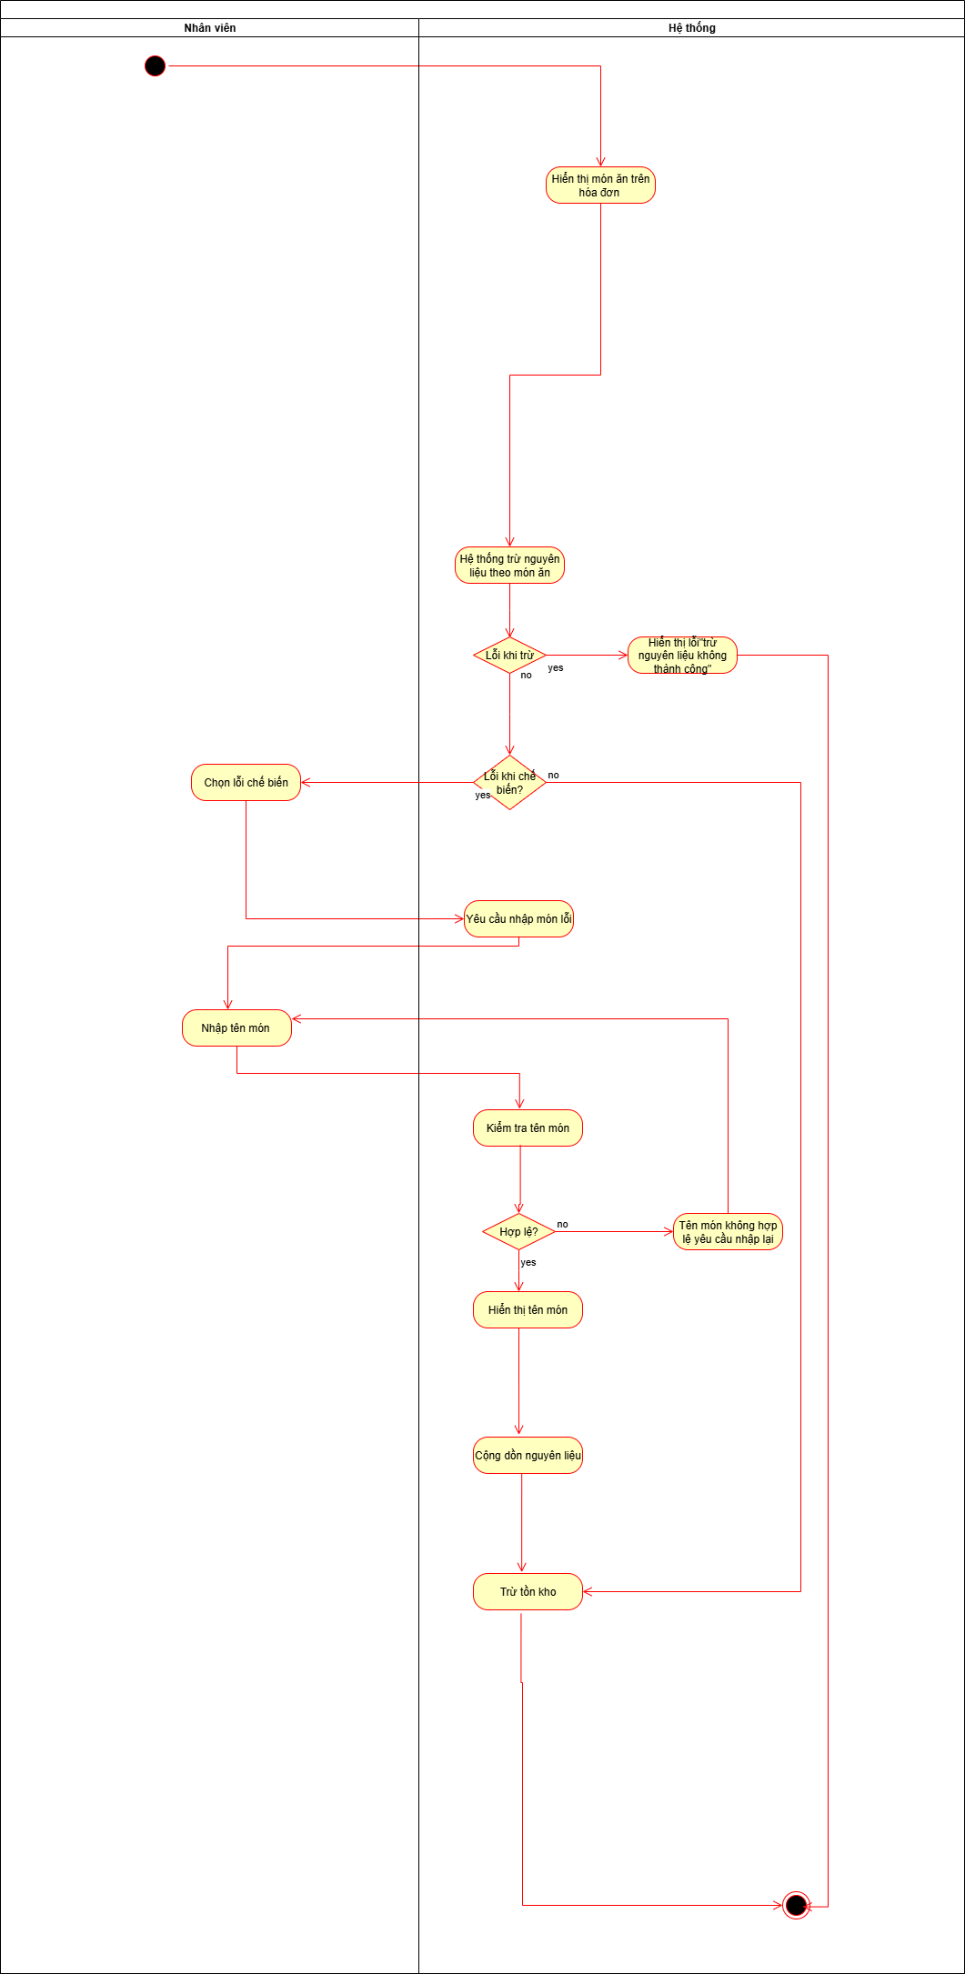 Nhân viên
Hệ thống
Hiển thị món ăn trên
hóa đơn
Hệ thống trừ nguyên
liệu theo món ăn
Lỗi khi trừ
yes
no
Hiển thị lỗi"trừ
nguyên liệu không
thành công"
Lỗi khi chế
biến?
no
yes
Chọn lỗi chế biến
Yêu cầu nhập món lỗi
Nhập tên món
Kiểm tra tên món
Hợp lệ?
no
yes
Tên món không hợp
lệ yêu cầu nhập lại
Hiển thị tên món
Cộng dồn nguyên liệu
Trừ tồn kho